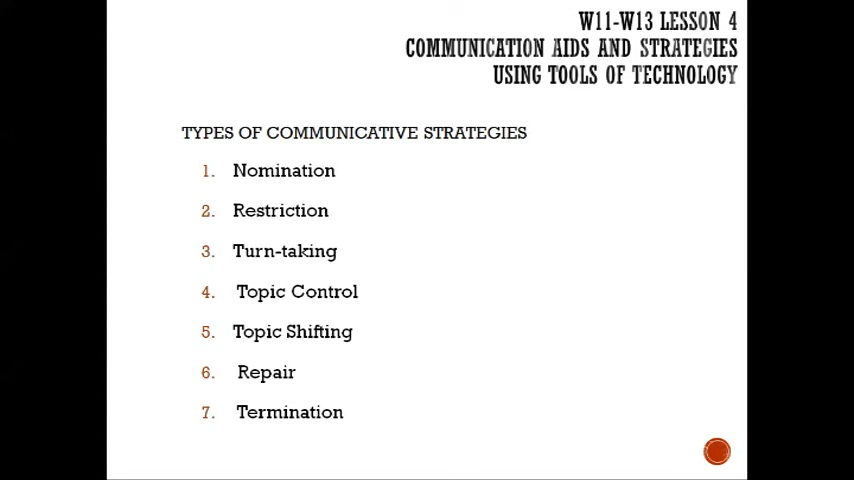 W11-W13 LESSON 4
COMMUNICATION AIDS AND STRATEGIES
USING TOOLS OF TECHNOLOGY
TYPES OF COMMUNICATIVE STRATEGIES
1. Nomination
2. Restriction
3. Turn-taking
4. Topic Control
5. Topic Shifting
6. Repair
7. Termination